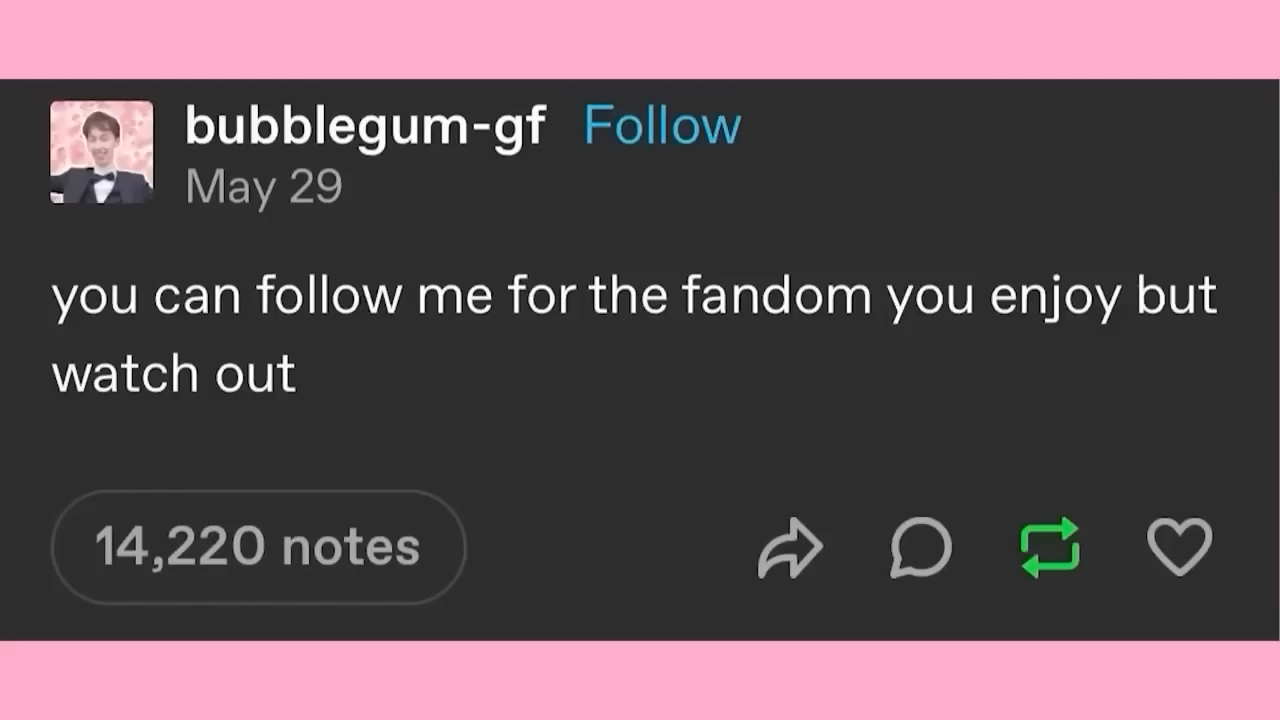 bubblegum-gf Follow
May 29
you can follow me for the fandom you enjoy but
watch out
14,220 notes